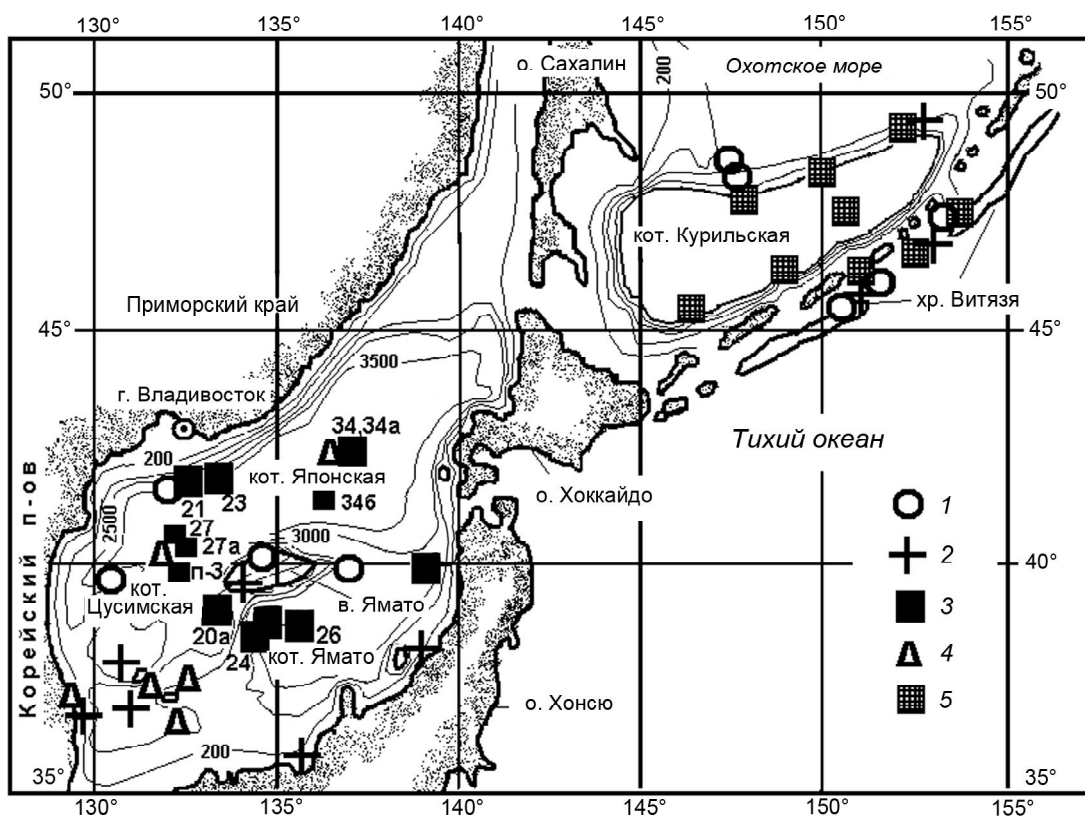 130°
135°
140°
145°
150°
155°
50°
о. Сахалин
200
Охотское море
50°
кот. Курильская
Приморский край
хр. Витязя
45°
45°
3500
г. Владивосток
34,34а
Тихий океан
200
кот. Японская
о. Хоккайдо
21
23
346
2500
27
3000
1
27а
40°
40°
2
п-3
кот.
Цусимская
в. Ямато
3
20а
26
24
кот. Ямато
4
Корейский п-ов
о. Хонсю
5
200
35°
35°
130°
135°
140°
145°
150°
155°